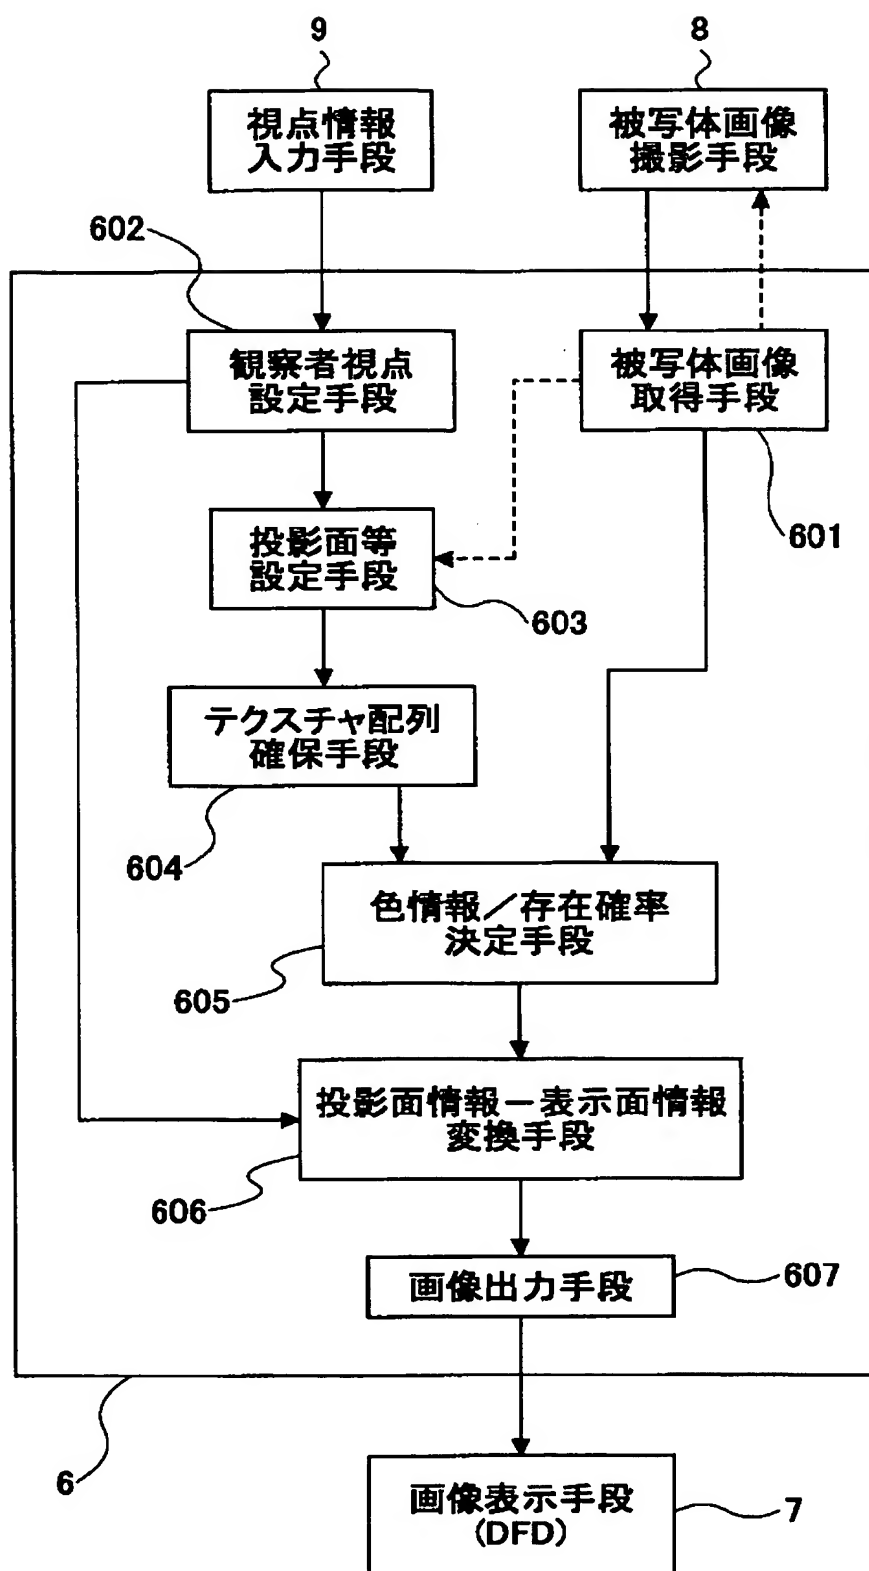 9
8
視点情報
入力手段
被写体画像
撮影手段
602
観察者視点
設定手段
被写体画像
取得手段
601
投影面等
設定手段
603
テクスチャ配列
確保手段
604
色情報／存在確率
決定手段
605
投影面情報－表示面情報
変換手段
606
画像出力手段
607
6
画像表示手段
(DFD)
7